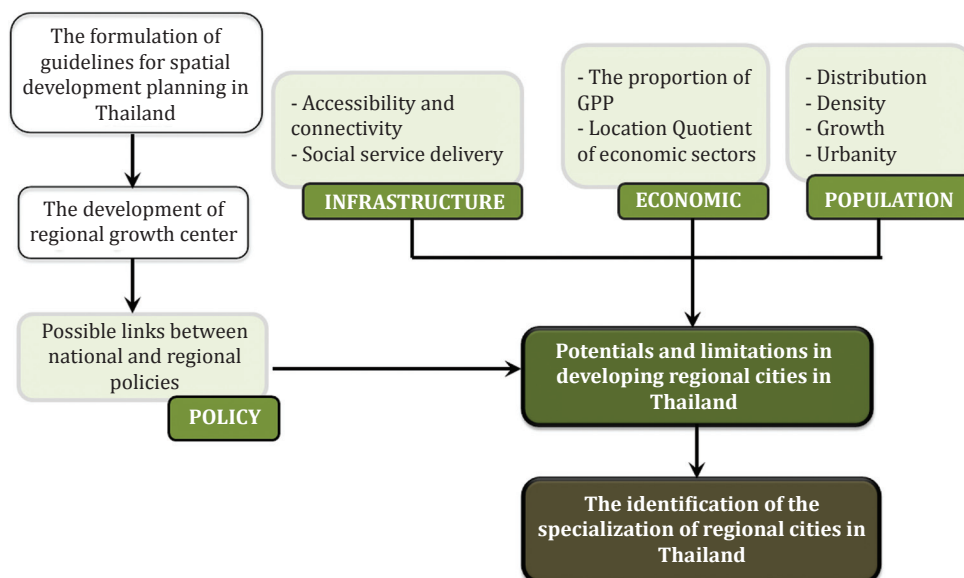 The formulation of
guidelines for spatial
development planning in
Thailand
The development of
regional growth center
Possible links between
national and regional
policies
POLICY
- Accessibility and
connectivity
- Social service delivery
INFRASTRUCTURE
- The proportion of
GPP
- Location Quotient
of economic sectors
ECONOMIC
- Distribution
- Density
- Growth
- Urbanity
POPULATION
Potentials and limitations in
developing regional cities in
Thailand
The identification of the
specialization of regional cities in
Thailand